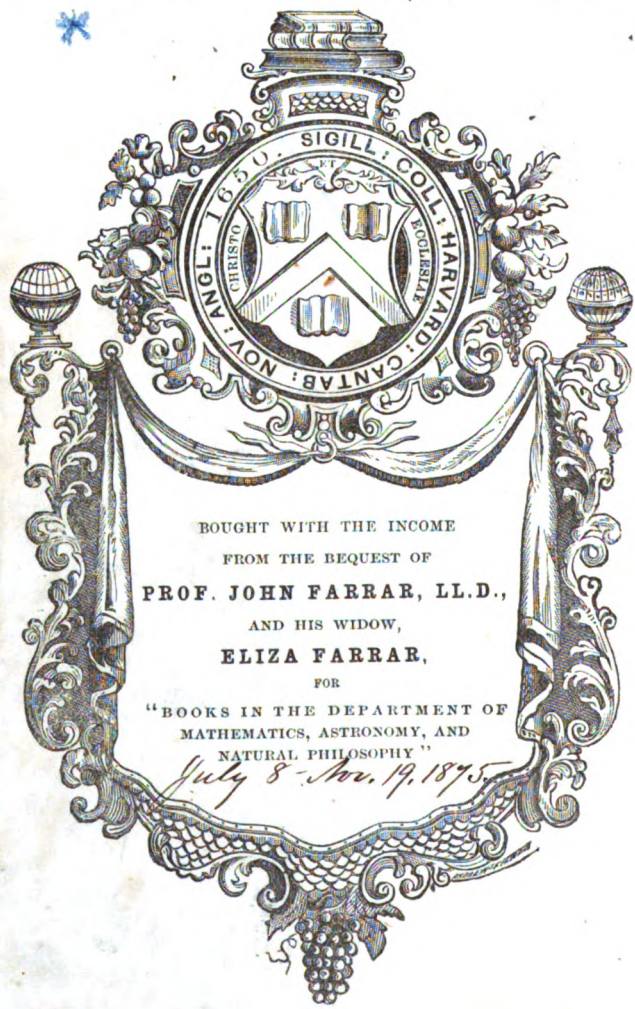 SIGILL: COLL: HARVARD: CANTAB: NOV: ANGL: 1650.
ET
CHRISTO
ECCLESIÆ
BOUGHT WITH THE INCOME
FROM THE BEQUEST OF
PROF. JOHN FARRAR, LL.D.,
AND HIS WIDOW,
ELIZA FARRAR,
FOR
"BOOKS IN THE DEPARTMENT OF
MATHEMATICS, ASTRONOMY, AND
NATURAL PHILOSOPHY"
July 8 - Nov. 19, 1875.